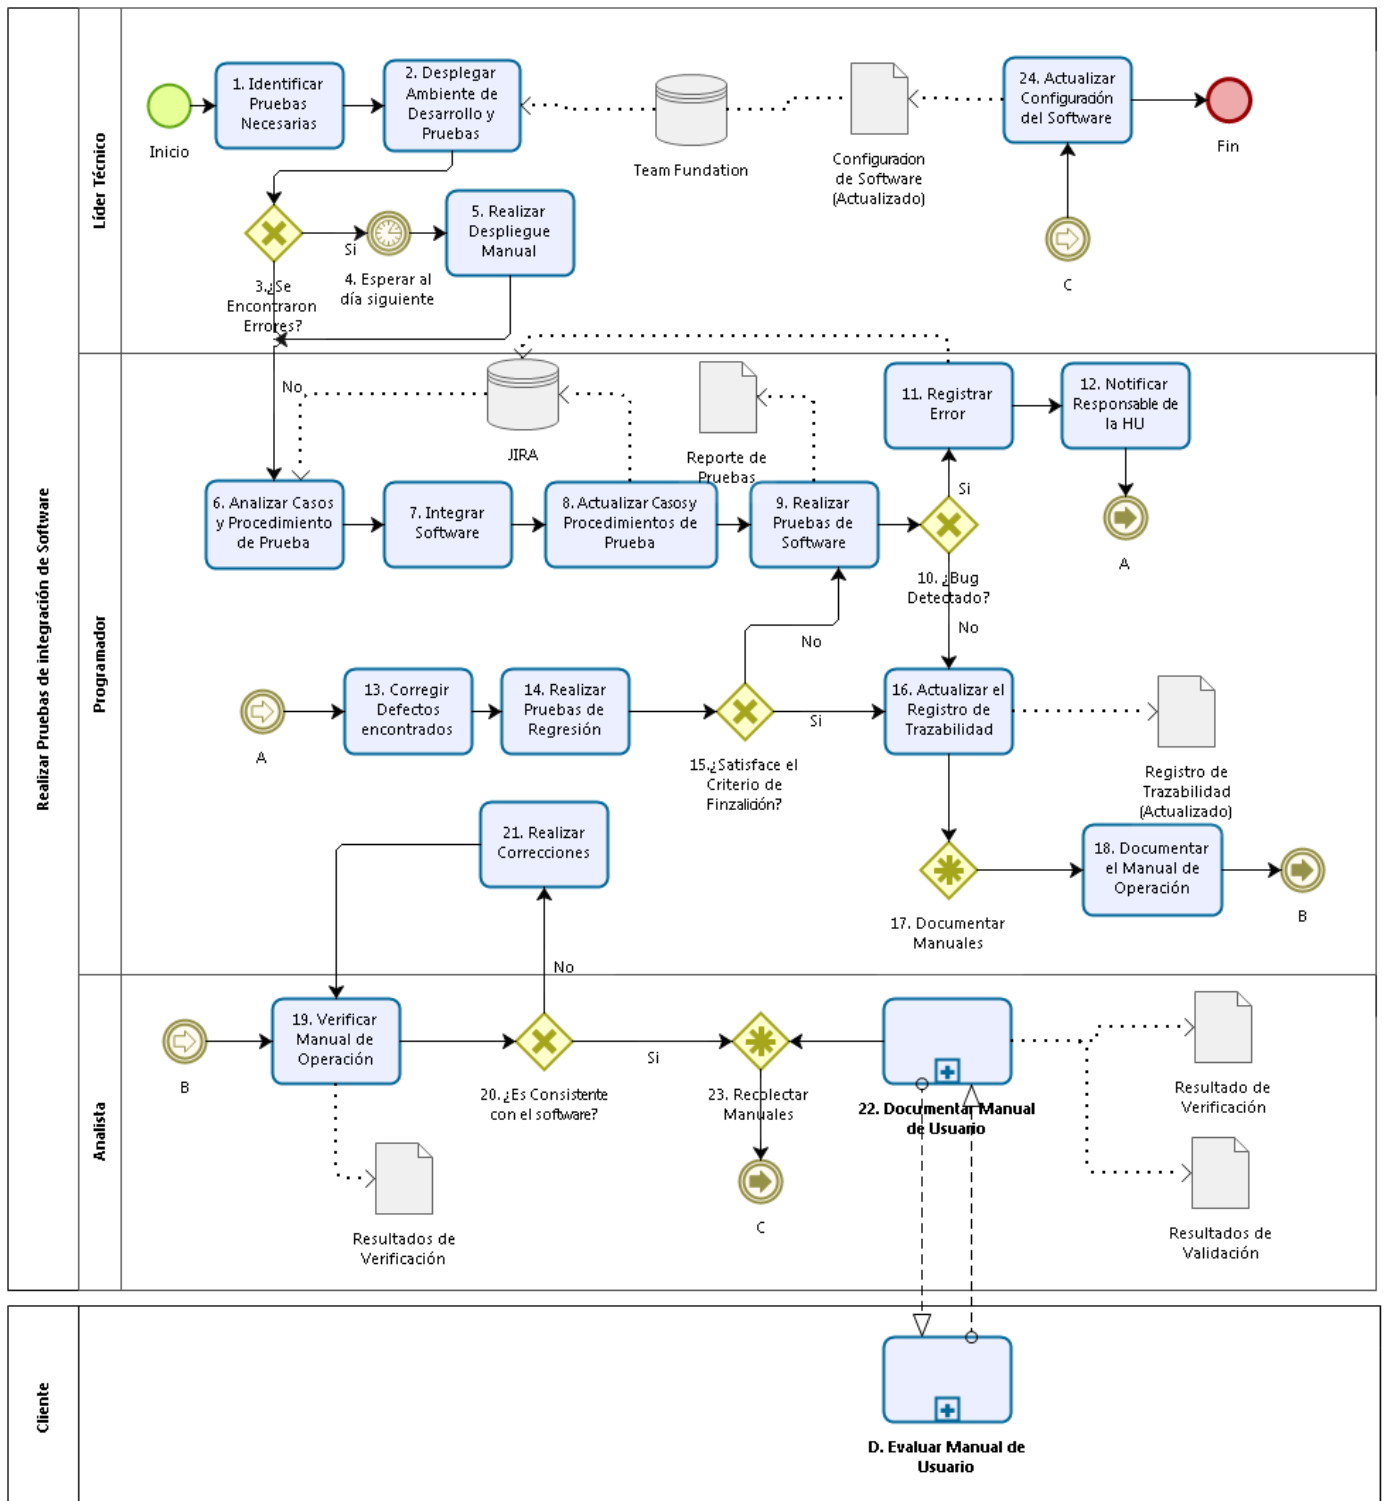 Realizar Pruebas de integración de Software
Líder Técnico
Inicio
1. Identificar
Pruebas
Necesarias
2. Desplegar
Ambiente de
Desarrollo y
Pruebas
Team Fundation
Configuracion
de Software
(Actualizado)
24. Actualizar
Configuración
del Software
Fin
3.¿Se
Encontraron
Errores?
Si
4. Esperar al
día siguiente
5. Realizar
Despliegue
Manual
C
Programador
No
JIRA
Reporte de
Pruebas
11. Registrar
Error
12. Notificar
Responsable de
la HU
Si
6. Analizar Casos
y Procedimiento
de Prueba
7. Integrar
Software
8. Actualizar Casos y
Procedimientos de
Prueba
9. Realizar
Pruebas de
Software
10. ¿Bug
Detectado?
A
No
No
A
13. Corregir
Defectos
encontrados
14. Realizar
Pruebas de
Regresión
15.¿Satisface el
Criterio de
Finzalición?
Si
16. Actualizar el
Registro de
Trazabilidad
Registro de
Trazabilidad
(Actualizado)
21. Realizar
Correcciones
17. Documentar
Manuales
18. Documentar
el Manual de
Operación
B
Analista
No
B
19. Verificar
Manual de
Operación
20. ¿Es Consistente
con el software?
Si
23. Recolectar
Manuales
22. Documentar Manual
de Usuario
Resultado de
Verificación
Resultados de
Verificación
C
Resultados de
Validación
Cliente
D. Evaluar Manual de
Usuario